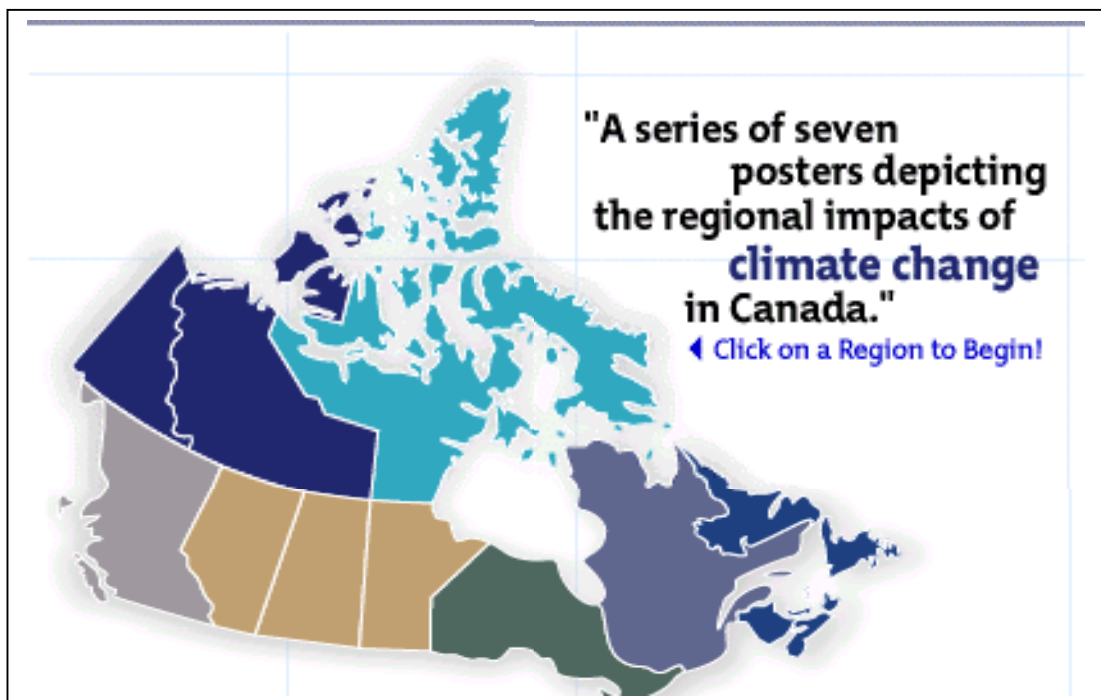 "A series of seven
posters depicting
the regional impacts of
climate change
in Canada."
Click on a Region to Begin!